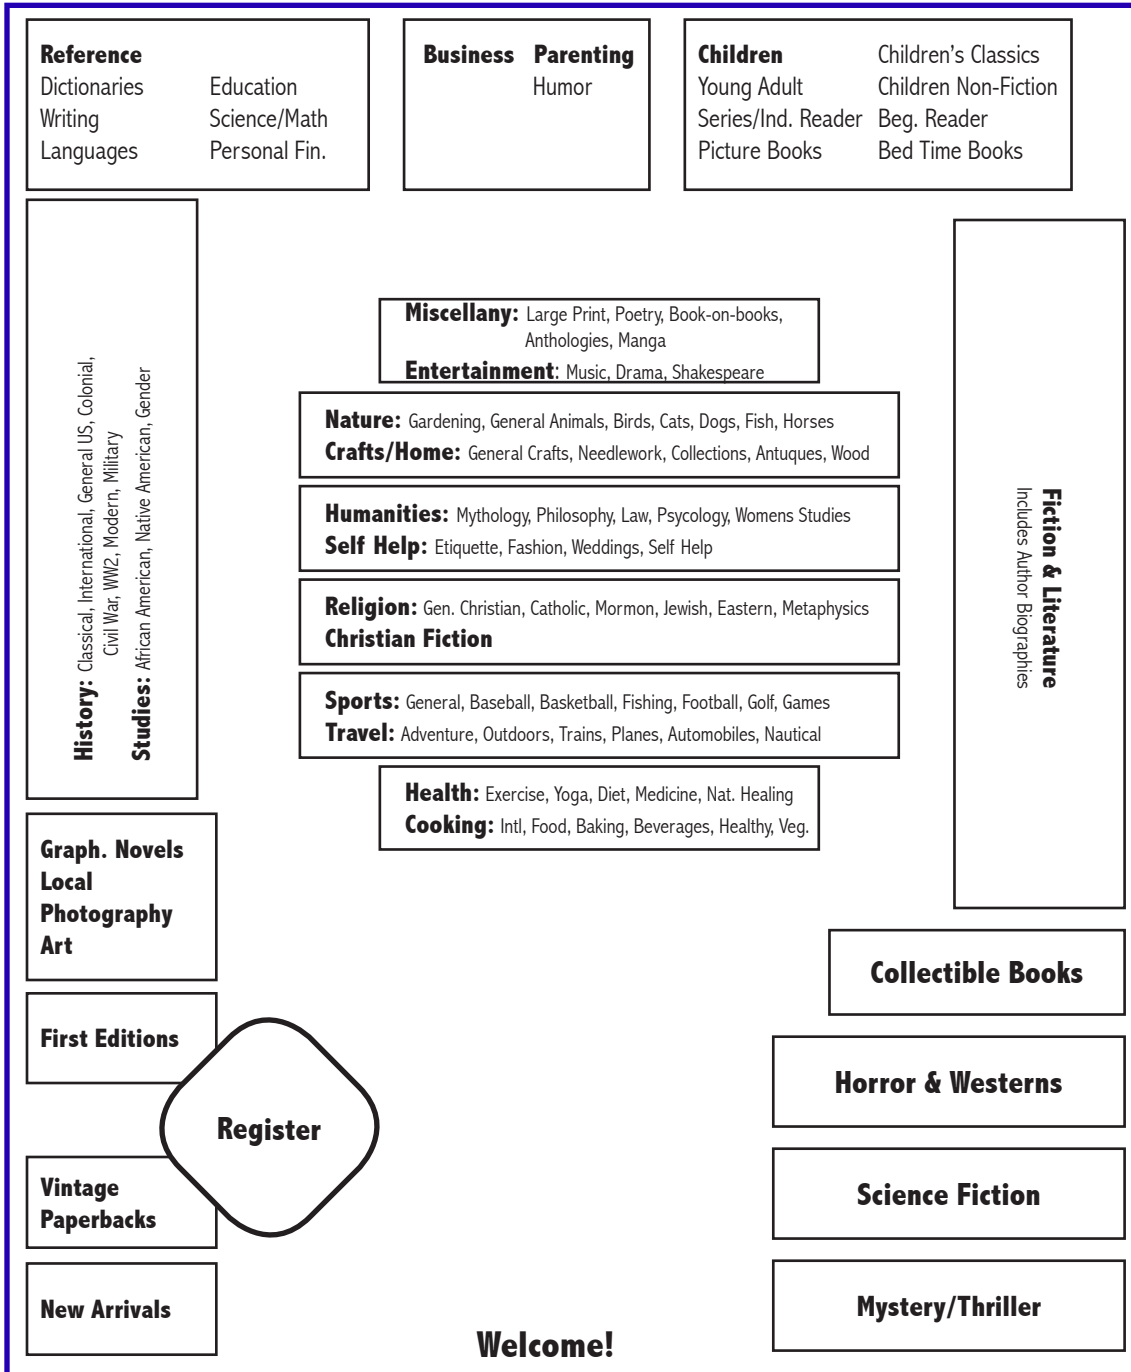 Reference
Dictionaries
Writing
Languages
Education
Science/Math
Personal Fin.
Business
Parenting
Humor
Children
Young Adult
Series/Ind. Reader
Picture Books
Children’s Classics
Children Non-Fiction
Beg. Reader
Bed Time Books
History: Classical, International, General US, Colonial,
Civil War, WW2, Modern, Military
Studies: African American, Native American, Gender
Miscellany: Large Print, Poetry, Book-on-books,
Anthologies, Manga
Entertainment: Music, Drama, Shakespeare
Nature: Gardening, General Animals, Birds, Cats, Dogs, Fish, Horses
Crafts/Home: General Crafts, Needlework, Collections, Antuques, Wood
Humanities: Mythology, Philosophy, Law, Psycology, Womens Studies
Self Help: Etiquette, Fashion, Weddings, Self Help
Religion: Gen. Christian, Catholic, Mormon, Jewish, Eastern, Metaphysics
Christian Fiction
Sports: General, Baseball, Basketball, Fishing, Football, Golf, Games
Travel: Adventure, Outdoors, Trains, Planes, Automobiles, Nautical
Health: Exercise, Yoga, Diet, Medicine, Nat. Healing
Cooking: Intl, Food, Baking, Beverages, Healthy, Veg.
Fiction & Literature
Includes Author Biographies
Graph. Novels
Local
Photography
Art
First Editions
Register
Vintage
Paperbacks
New Arrivals
Collectible Books
Horror & Westerns
Science Fiction
Mystery/Thriller
Welcome!